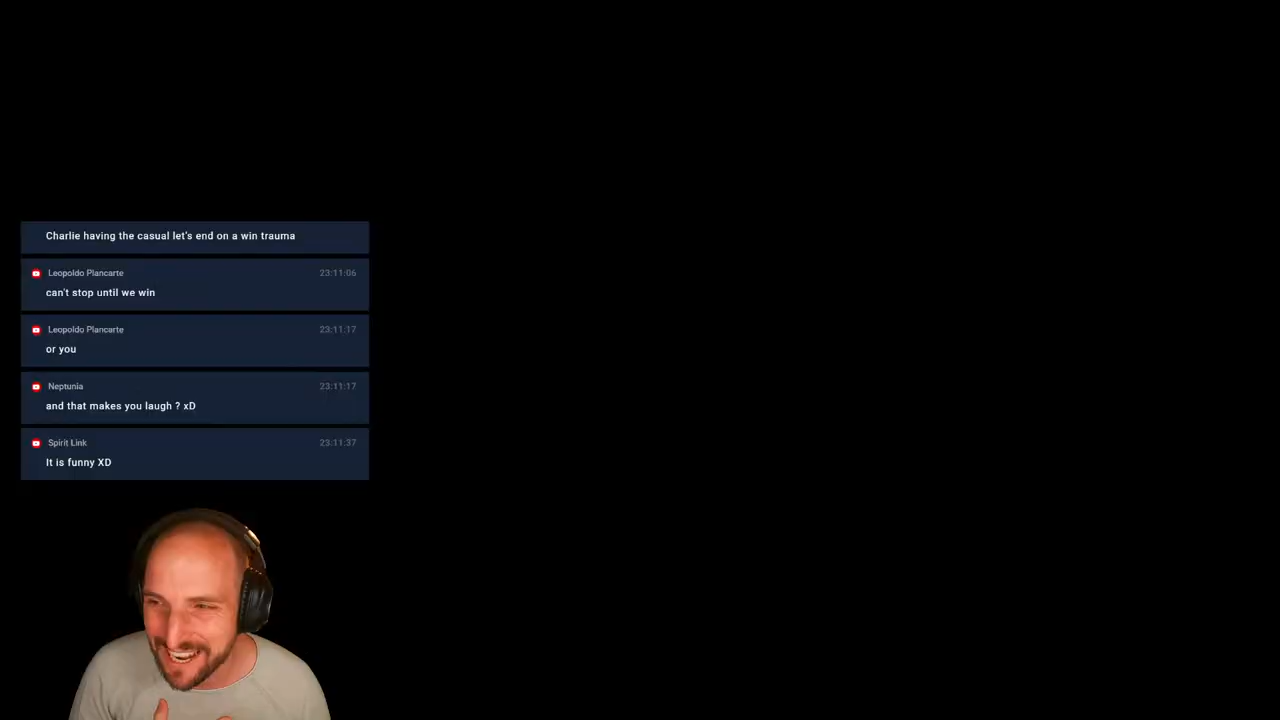 Charlie having the casual let's end on a win trauma
Leopoldo Plancarte 23:11:06
can't stop until we win
Leopoldo Plancarte 23:11:17
or you
Neptunia 23:11:17
and that makes you laugh ? xD
Spirit Link 23:11:37
It is funny XD